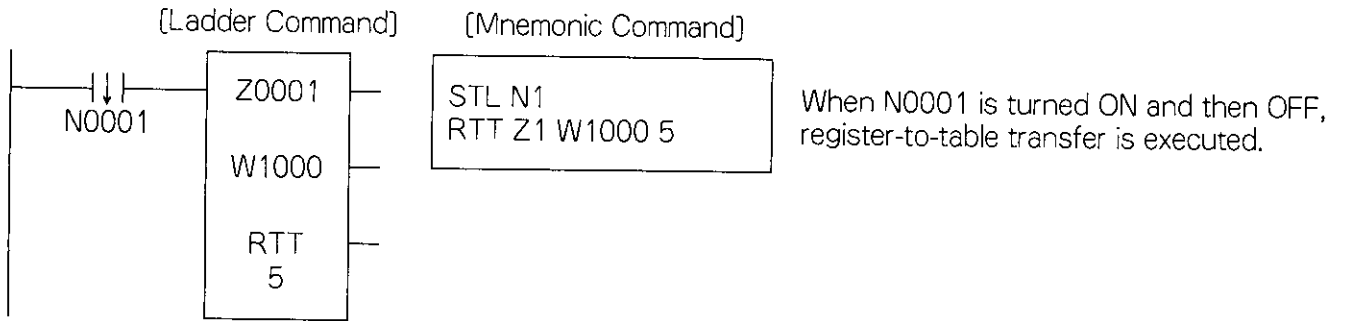 [Ladder Command]
[Mnemonic Command]
N0001
Z0001
W1000
RTT
5
STL N1
RTT Z1 W1000 5
When N0001 is turned ON and then OFF,
register-to-table transfer is executed.